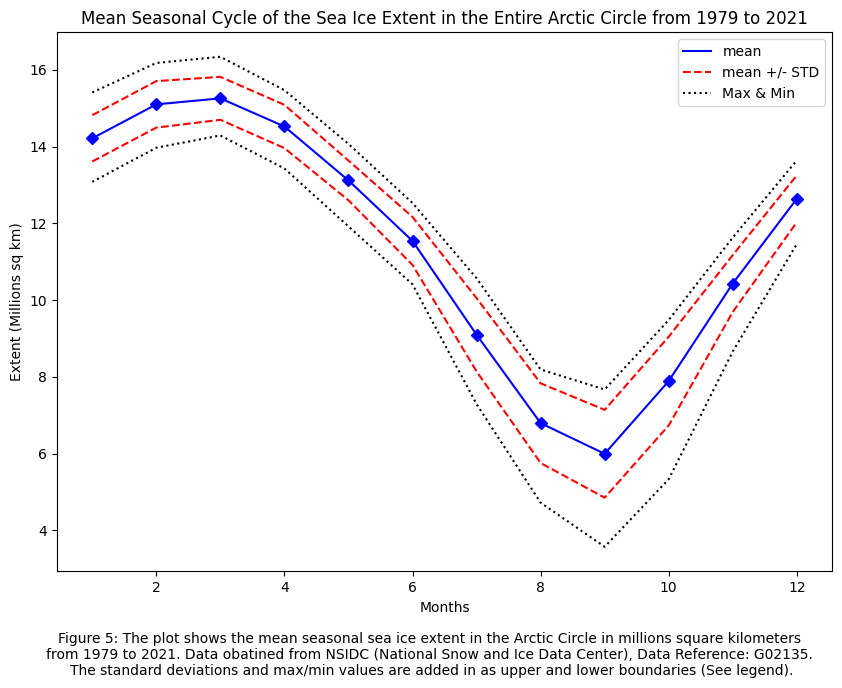 Mean Seasonal Cycle of the Sea Ice Extent in the Entire Arctic Circle from 1979 to 2021
mean
mean +/- STD
Max & Min
16
14
12
10
8
6
4
Extent (Millions sq km)
2 4 6 8 10 12
Months
Figure 5: The plot shows the mean seasonal sea ice extent in the Arctic Circle in millions square kilometers
from 1979 to 2021. Data obatined from NSIDC (National Snow and Ice Data Center), Data Reference: G02135.
The standard deviations and max/min values are added in as upper and lower boundaries (See legend).